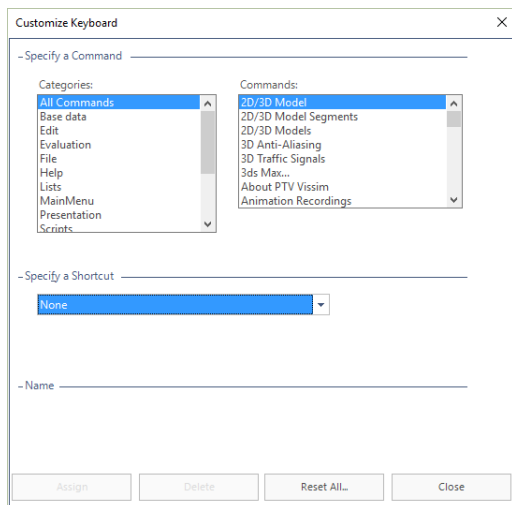 Customize Keyboard
Specify a Command
Categories:
All Commands
Base data
Edit
Evaluation
File
Help
Lists
MainMenu
Presentation
Scripts
Commands:
2D/3D Model
2D/3D Model Segments
2D/3D Models
3D Anti-Aliasing
3D Traffic Signals
3ds Max...
About PTV Vissim
Animation Recordings
Specify a Shortcut
None
Name
Assign
Delete
Reset All...
Close